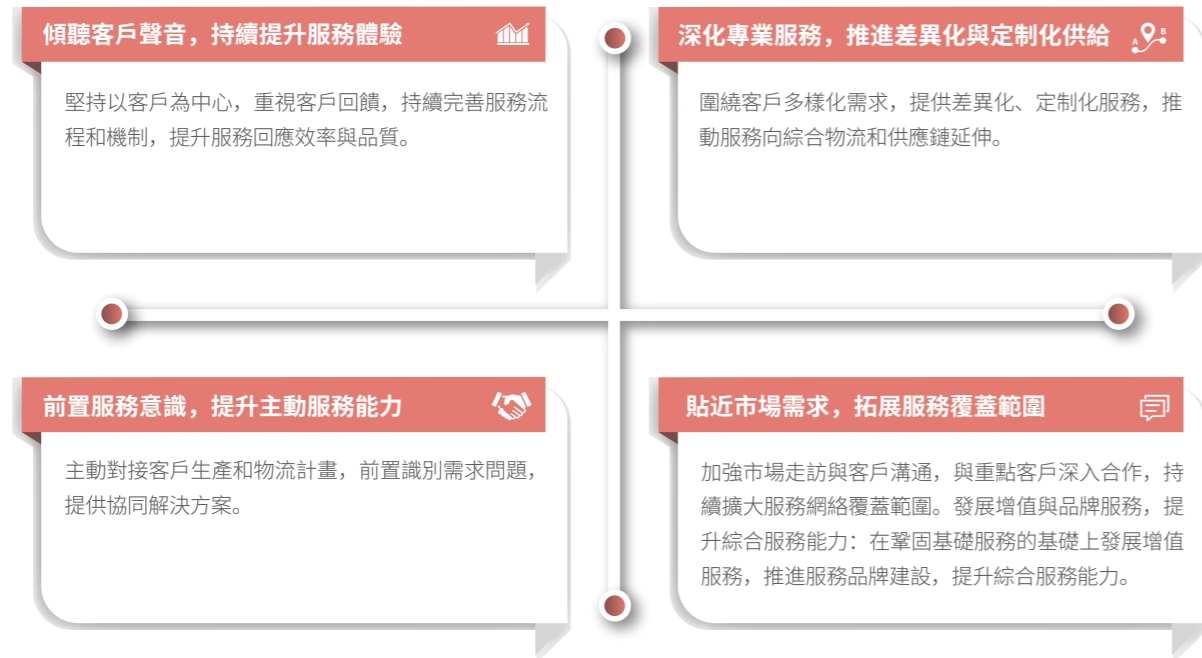 傾聽客戶聲音，持續提升服務體驗
堅持以客戶為中心，重視客戶回饋，持續完善服務流
程和機制，提升服務回應效率與品質。
深化專業服務，推進差異化與定制化供給
A
B
圍繞客戶多樣化需求，提供差異化、定制化服務，推
動服務向綜合物流和供應鏈延伸。
前置服務意識，提升主動服務能力
主動對接客戶生產和物流計畫，前置識別需求問題，
提供協同解決方案。
貼近市場需求，拓展服務覆蓋範圍
加強市場走訪與客戶溝通，與重點客戶深入合作，持
續擴大服務網絡覆蓋範圍。發展增值與品牌服務，提
升綜合服務能力：在鞏固基礎服務的基礎上發展增值
服務，推進服務品牌建設，提升綜合服務能力。